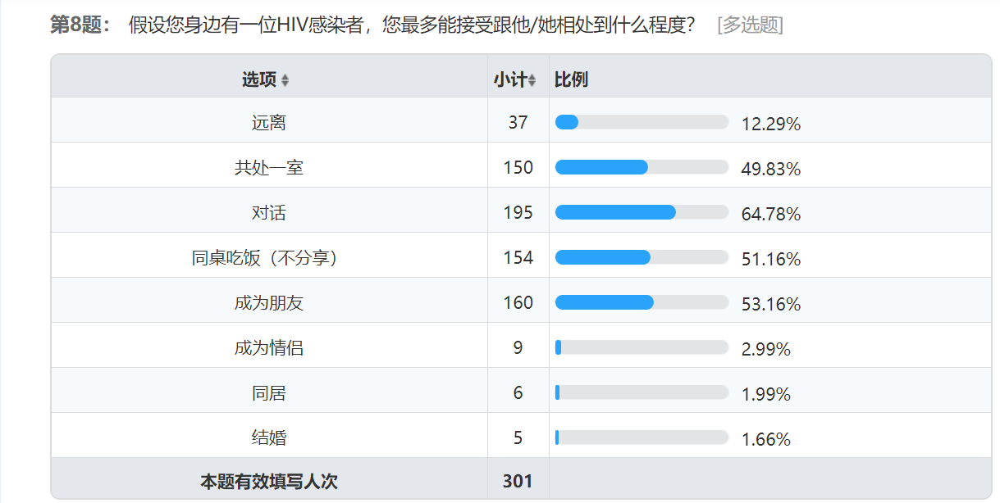 第8题： 假设您身边有一位HIV感染者，您最多能接受跟他/她相处到什么程度？ [多选题]
选项 小计 比例
远离 37 12.29%
共处一室 150 49.83%
对话 195 64.78%
同桌吃饭（不分享） 154 51.16%
成为朋友 160 53.16%
成为情侣 9 2.99%
同居 6 1.99%
结婚 5 1.66%
本题有效填写人次 301